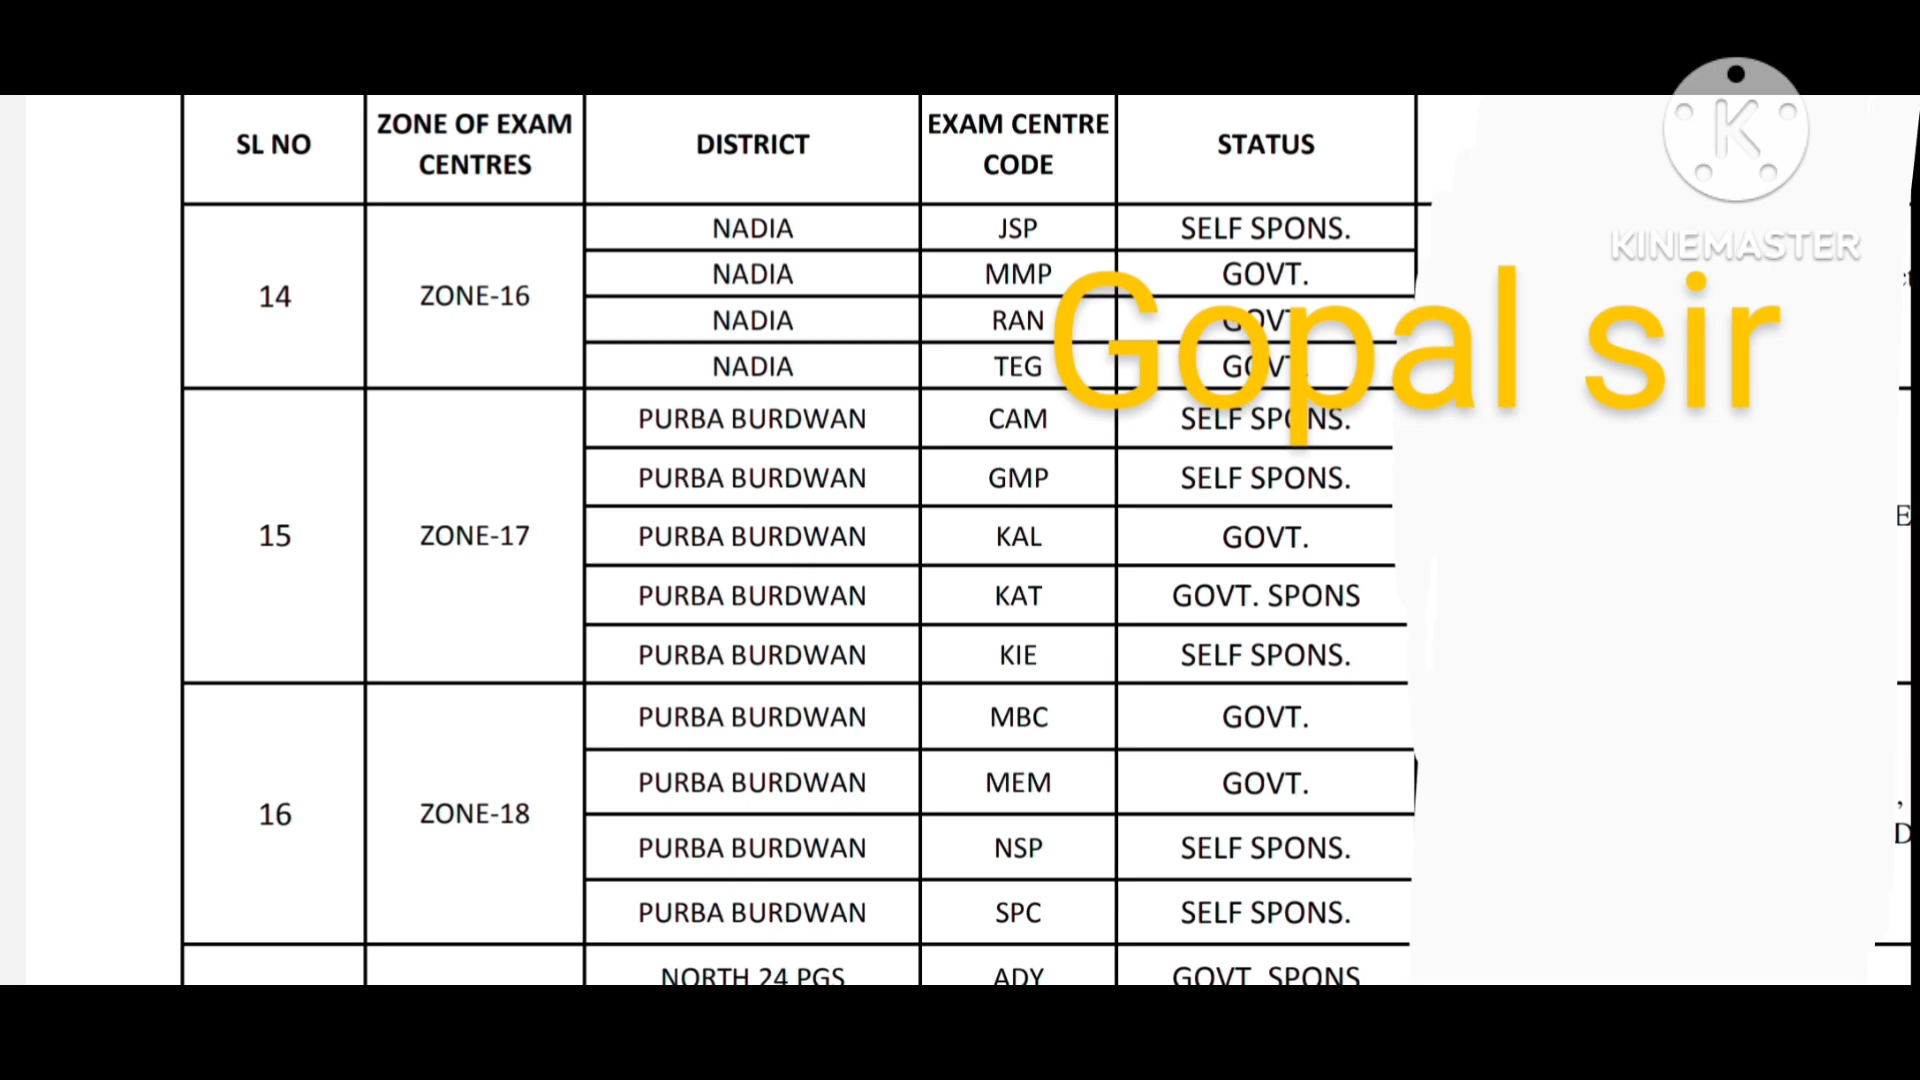 SL NO ZONE OF EXAM CENTRES DISTRICT EXAM CENTRE CODE STATUS
K
KINEMASTER
Gopal sir
14 ZONE-16 NADIA JSP SELF SPONS.
NADIA MMP GOVT.
NADIA RAN GOVT
NADIA TEG GOVT.
15 ZONE-17 PURBA BURDWAN CAM SELF SPONS.
PURBA BURDWAN GMP SELF SPONS.
PURBA BURDWAN KAL GOVT.
PURBA BURDWAN KAT GOVT. SPONS
PURBA BURDWAN KIE SELF SPONS.
16 ZONE-18 PURBA BURDWAN MBC GOVT.
PURBA BURDWAN MEM GOVT.
PURBA BURDWAN NSP SELF SPONS.
PURBA BURDWAN SPC SELF SPONS.
NORTH 24 PGS ADY GOVT. SPONS